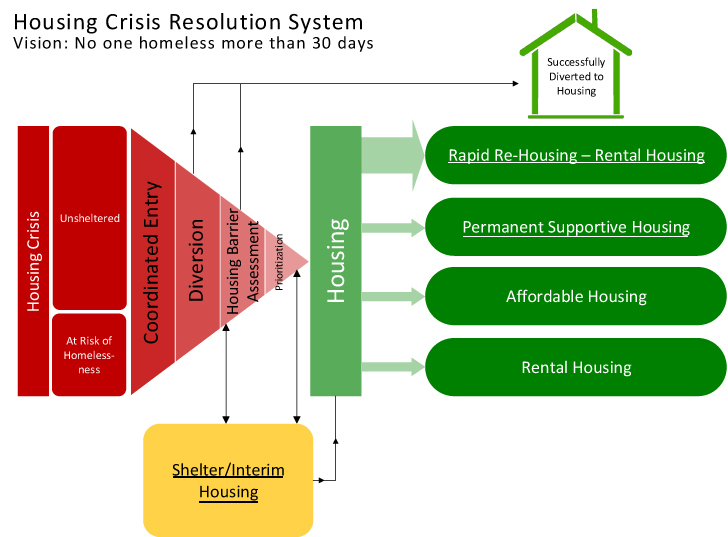 Housing Crisis Resolution System
Vision: No one homeless more than 30 days
Successfully
Diverted to
Housing
Housing Crisis
Unsheltered
At Risk of
Homeless-
ness
Coordinated Entry
Diversion
Housing Barrier
Assessment
Prioritization
Housing
Rapid Re-Housing – Rental Housing
Permanent Supportive Housing
Affordable Housing
Rental Housing
Shelter/Interim
Housing